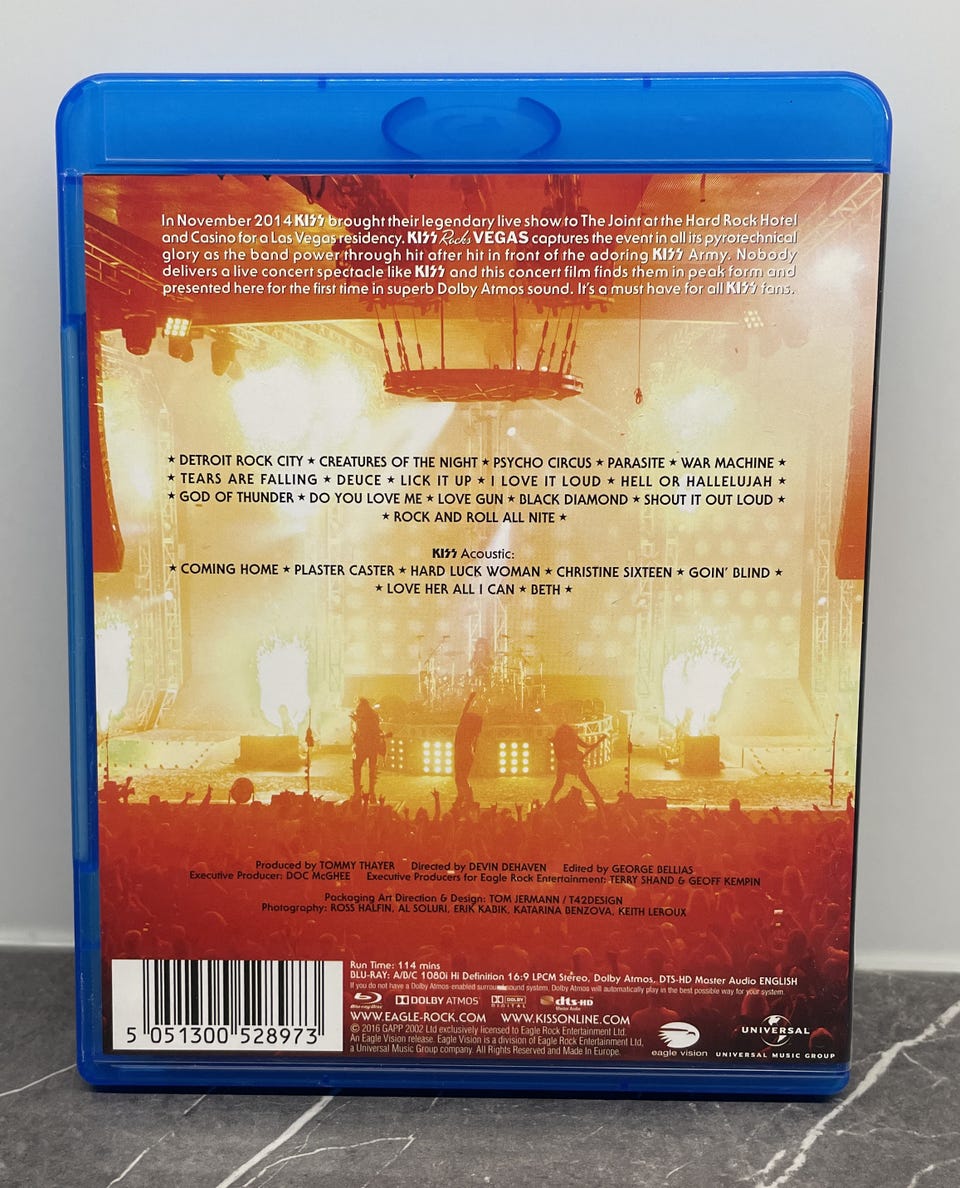 In November 2014 KISS brought their legendary live show to The Joint at the Hard Rock Hotel
and Casino for a Las Vegas residency. KISS Rocks VEGAS captures the event in all its pyrotechnical
glory as the band power through hit after hit in front of the adoring KISS Army. Nobody
delivers a live concert spectacle like KISS and this concert film finds them in peak form and
presented here for the first time in superb Dolby Atmos sound. It's a must have for all KISS fans.
★ DETROIT ROCK CITY ★ CREATURES OF THE NIGHT ★ PSYCHO CIRCUS ★ PARASITE ★ WAR MACHINE ★
★ TEARS ARE FALLING ★ DEUCE ★ LICK IT UP ★ I LOVE IT LOUD ★ HELL OR HALLELUJAH ★
★ GOD OF THUNDER ★ DO YOU LOVE ME ★ LOVE GUN ★ BLACK DIAMOND ★ SHOUT IT OUT LOUD ★
★ ROCK AND ROLL ALL NITE ★
KISS Acoustic:
★ COMING HOME ★ PLASTER CASTER ★ HARD LUCK WOMAN ★ CHRISTINE SIXTEEN ★ GOIN' BLIND ★
★ LOVE HER ALL I CAN ★ BETH ★
Produced by TOMMY THAYER Directed by DEVIN DEHAVEN Edited by GEORGE BELLIAS
Executive Producer: DOC McGHEE Executive Producers for Eagle Rock Entertainment: TERRY SHAND & GEOFF KEMPIN
Packaging Art Direction & Design: TOM JERMANN / T42DESIGN
Photography: ROSS HALFIN, AL SOLURI, ERIK KABIK, KATARINA BENZOVA, KEITH LEROUX
Run Time: 114 mins
BLU-RAY: A/B/C 1080i Hi Definition 16:9 LPCM Stereo, Dolby Atmos, DTS-HD Master Audio ENGLISH
If you do not have a Dolby Atmos-enabled surround sound system, Dolby Atmos will automatically play in the best possible way for your system.
Blu-ray Disc DOLBY ATMOS DOLBY DIGITAL dts-HD Master Audio
WWW.EAGLE-ROCK.COM WWW.KISSONLINE.COM
© 2016 GAPP 2002 Ltd exclusively licensed to Eagle Rock Entertainment Ltd.
An Eagle Vision release. Eagle Vision is a division of Eagle Rock Entertainment Ltd,
a Universal Music Group company. All Rights Reserved and Made In Europe.
5 051300 528973
eagle vision
UNIVERSAL
UNIVERSAL MUSIC GROUP